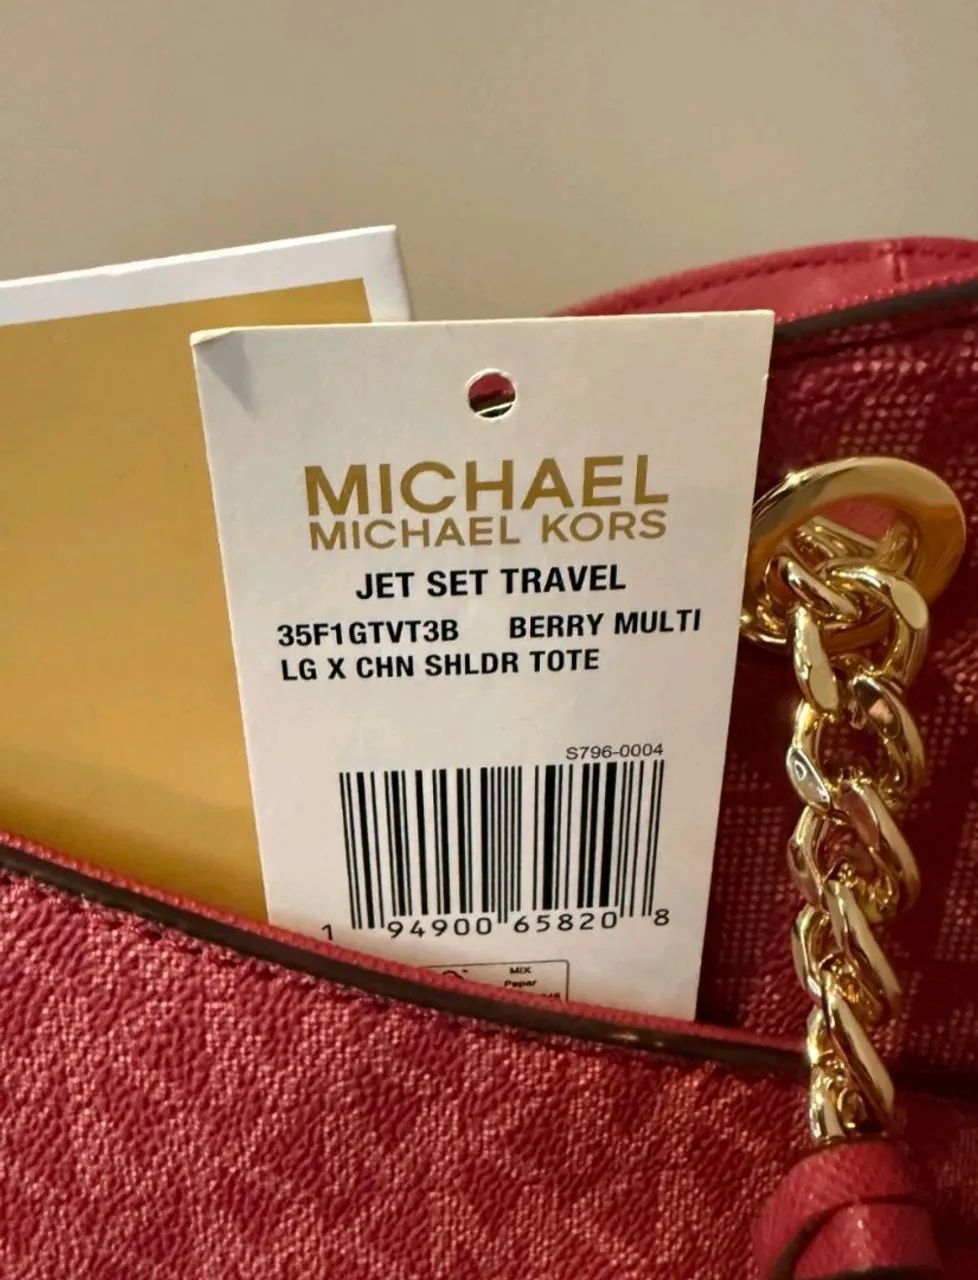 MICHAEL
MICHAEL KORS
JET SET TRAVEL
35F1GTVT3B BERRY MULTI
LG X CHN SHLDR TOTE
S796-0004
1 94900 65820 8
MIX
Paper